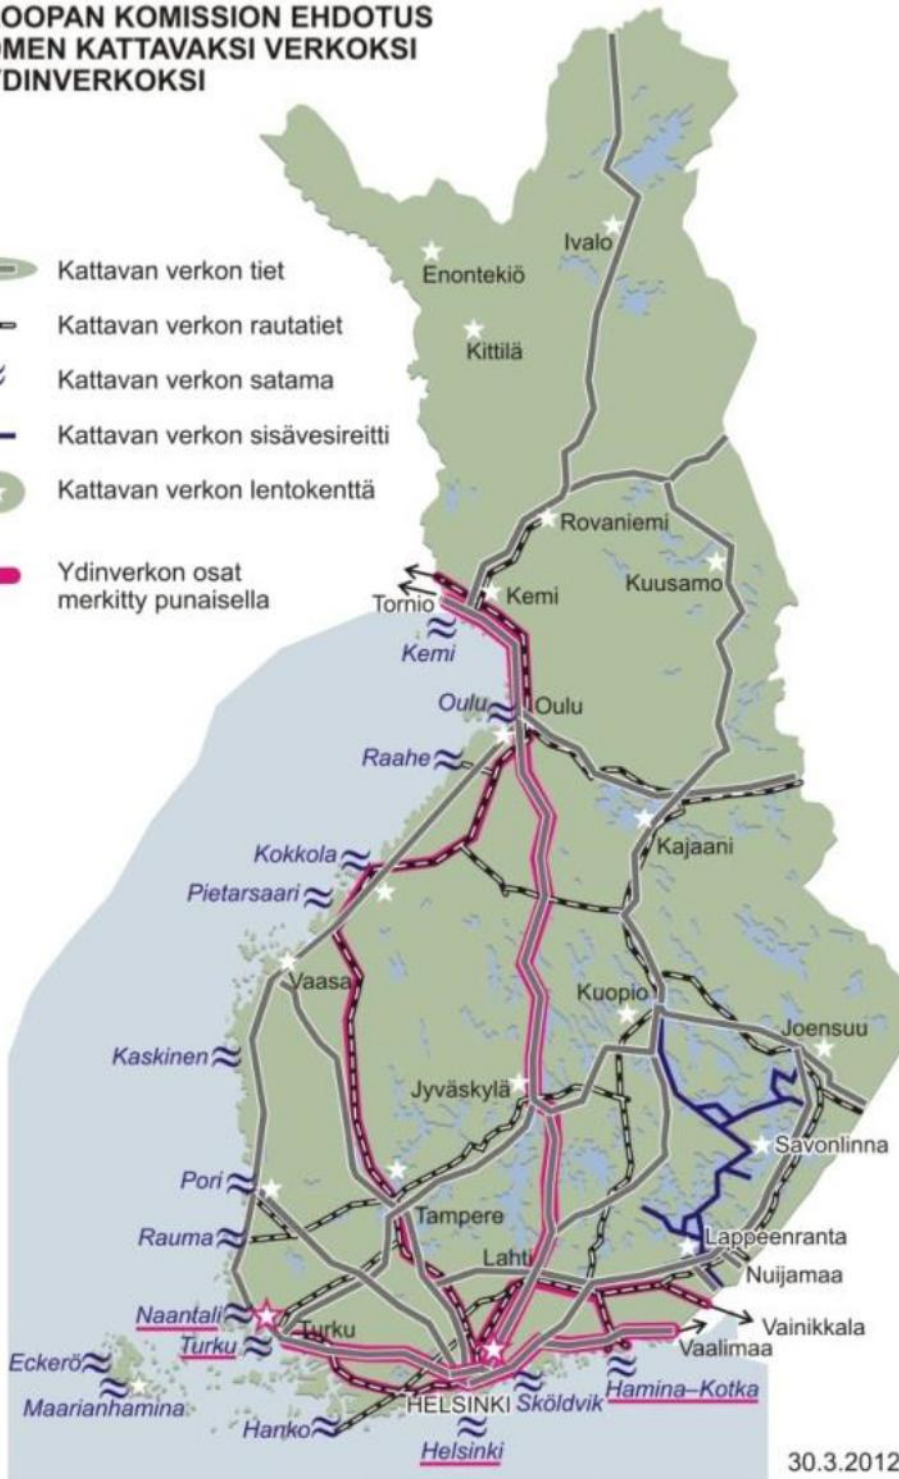 OOPAN KOMISSION EHDOTUS
OMEN KATTAVAKSI VERKOKSI
YDINVERKOKSI
Kattavan verkon tiet
Kattavan verkon rautatiet
Kattavan verkon satama
Kattavan verkon sisävesireitti
Kattavan verkon lentokenttä
Ydinverkon osat
merkitty punaisella
Ivalo
Enontekiö
Kittilä
Rovaniemi
Kuusamo
Kemi
Tornio
Kemi
Oulu
Oulu
Raahe
Kajaani
Kokkola
Pietarsaari
Vaasa
Kuopio
Joensuu
Kaskinen
Jyväskylä
Savonlinna
Pori
Tampere
Rauma
Lappeenranta
Lahti
Nuijamaa
Naantali
Turku
Vainikkala
Turku
Vaalimaa
Eckerö
Hamina–Kotka
Maarianhamina
HELSINKI
Sköldvik
Hanko
Helsinki
30.3.2012